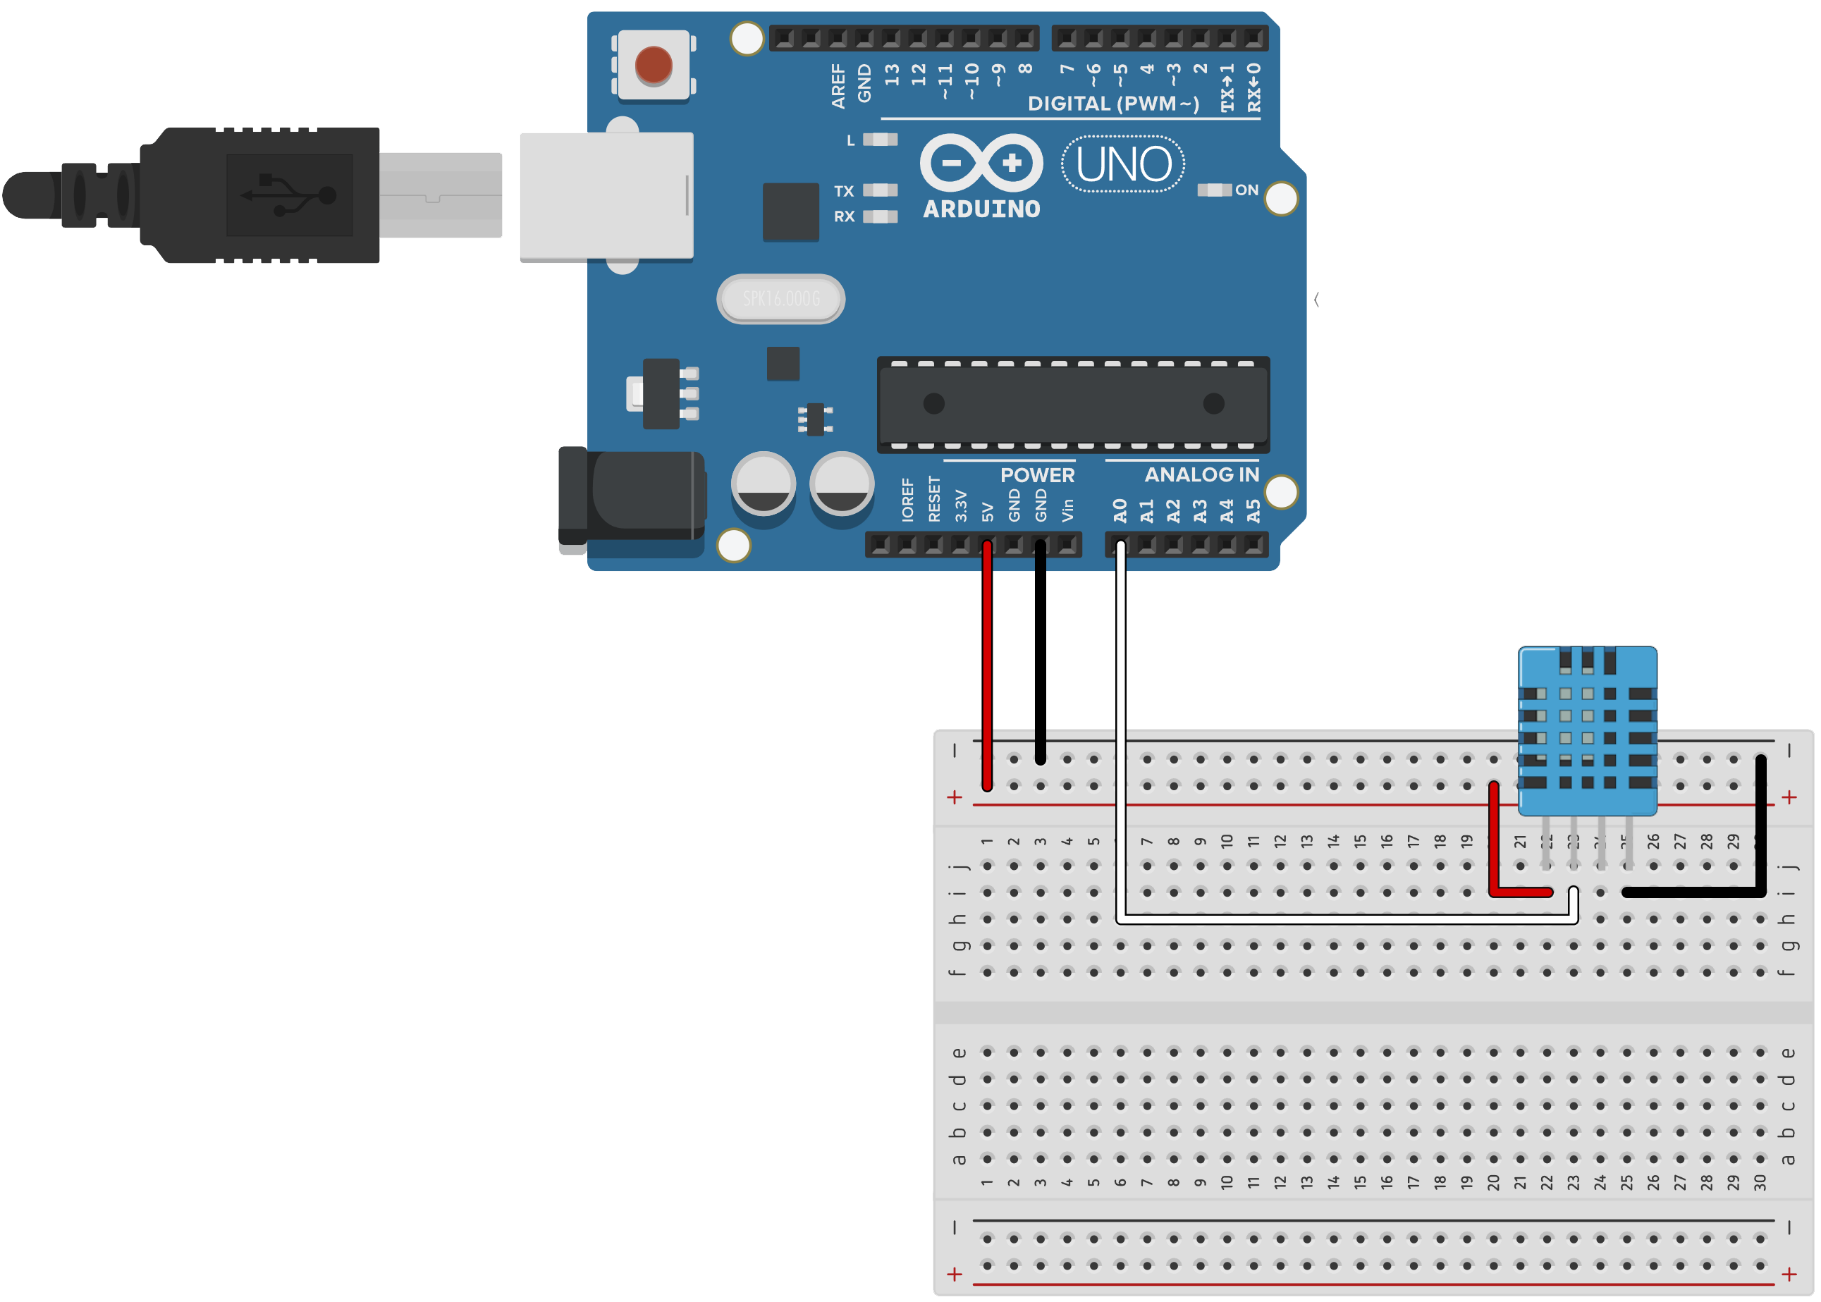 AREF GND 13 12 ~11 ~10 ~9 8 7 ~6 ~5 4 ~3 2 TX→1 RX←0
DIGITAL (PWM~)
L
TX
RX
ARDUINO
UNO
ON
SPK16.000G
POWER
ANALOG IN
IOREF RESET 3.3V 5V GND GND Vin A0 A1 A2 A3 A4 A5
− −
+ +
1 2 3 4 5 7 8 9 10 11 12 13 14 15 16 17 18 19 21 26 27 28 29
j j
i i
h h
g g
f f
e e
d d
c c
b b
a a
1 2 3 4 5 6 7 8 9 10 11 12 13 14 15 16 17 18 19 20 21 22 23 24 25 26 27 28 29 30
− −
+ +